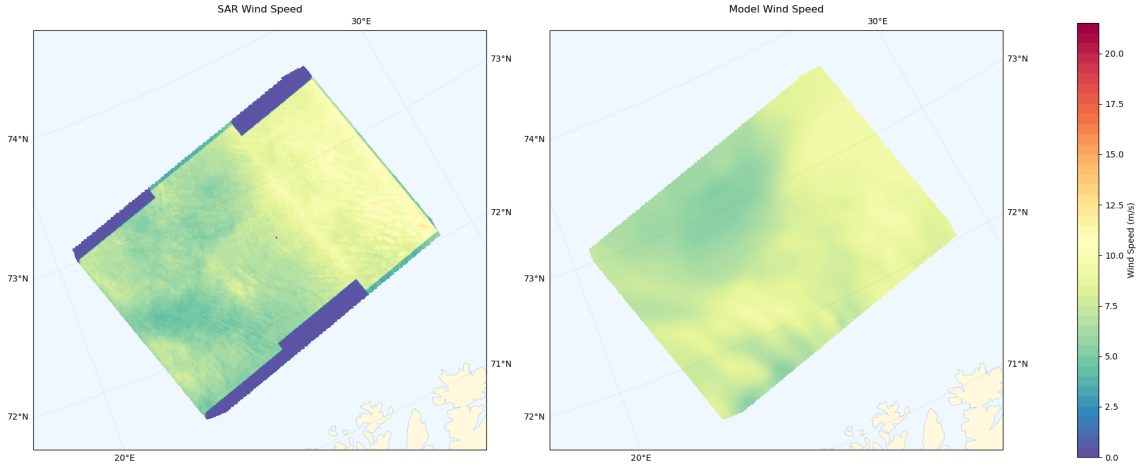 SAR Wind Speed
Model Wind Speed
30°E
30°E
73°N
73°N
74°N
74°N
72°N
72°N
73°N
73°N
71°N
71°N
72°N
72°N
20°E
20°E
20.0
17.5
15.0
12.5
10.0
7.5
5.0
2.5
0.0
Wind Speed (m/s)